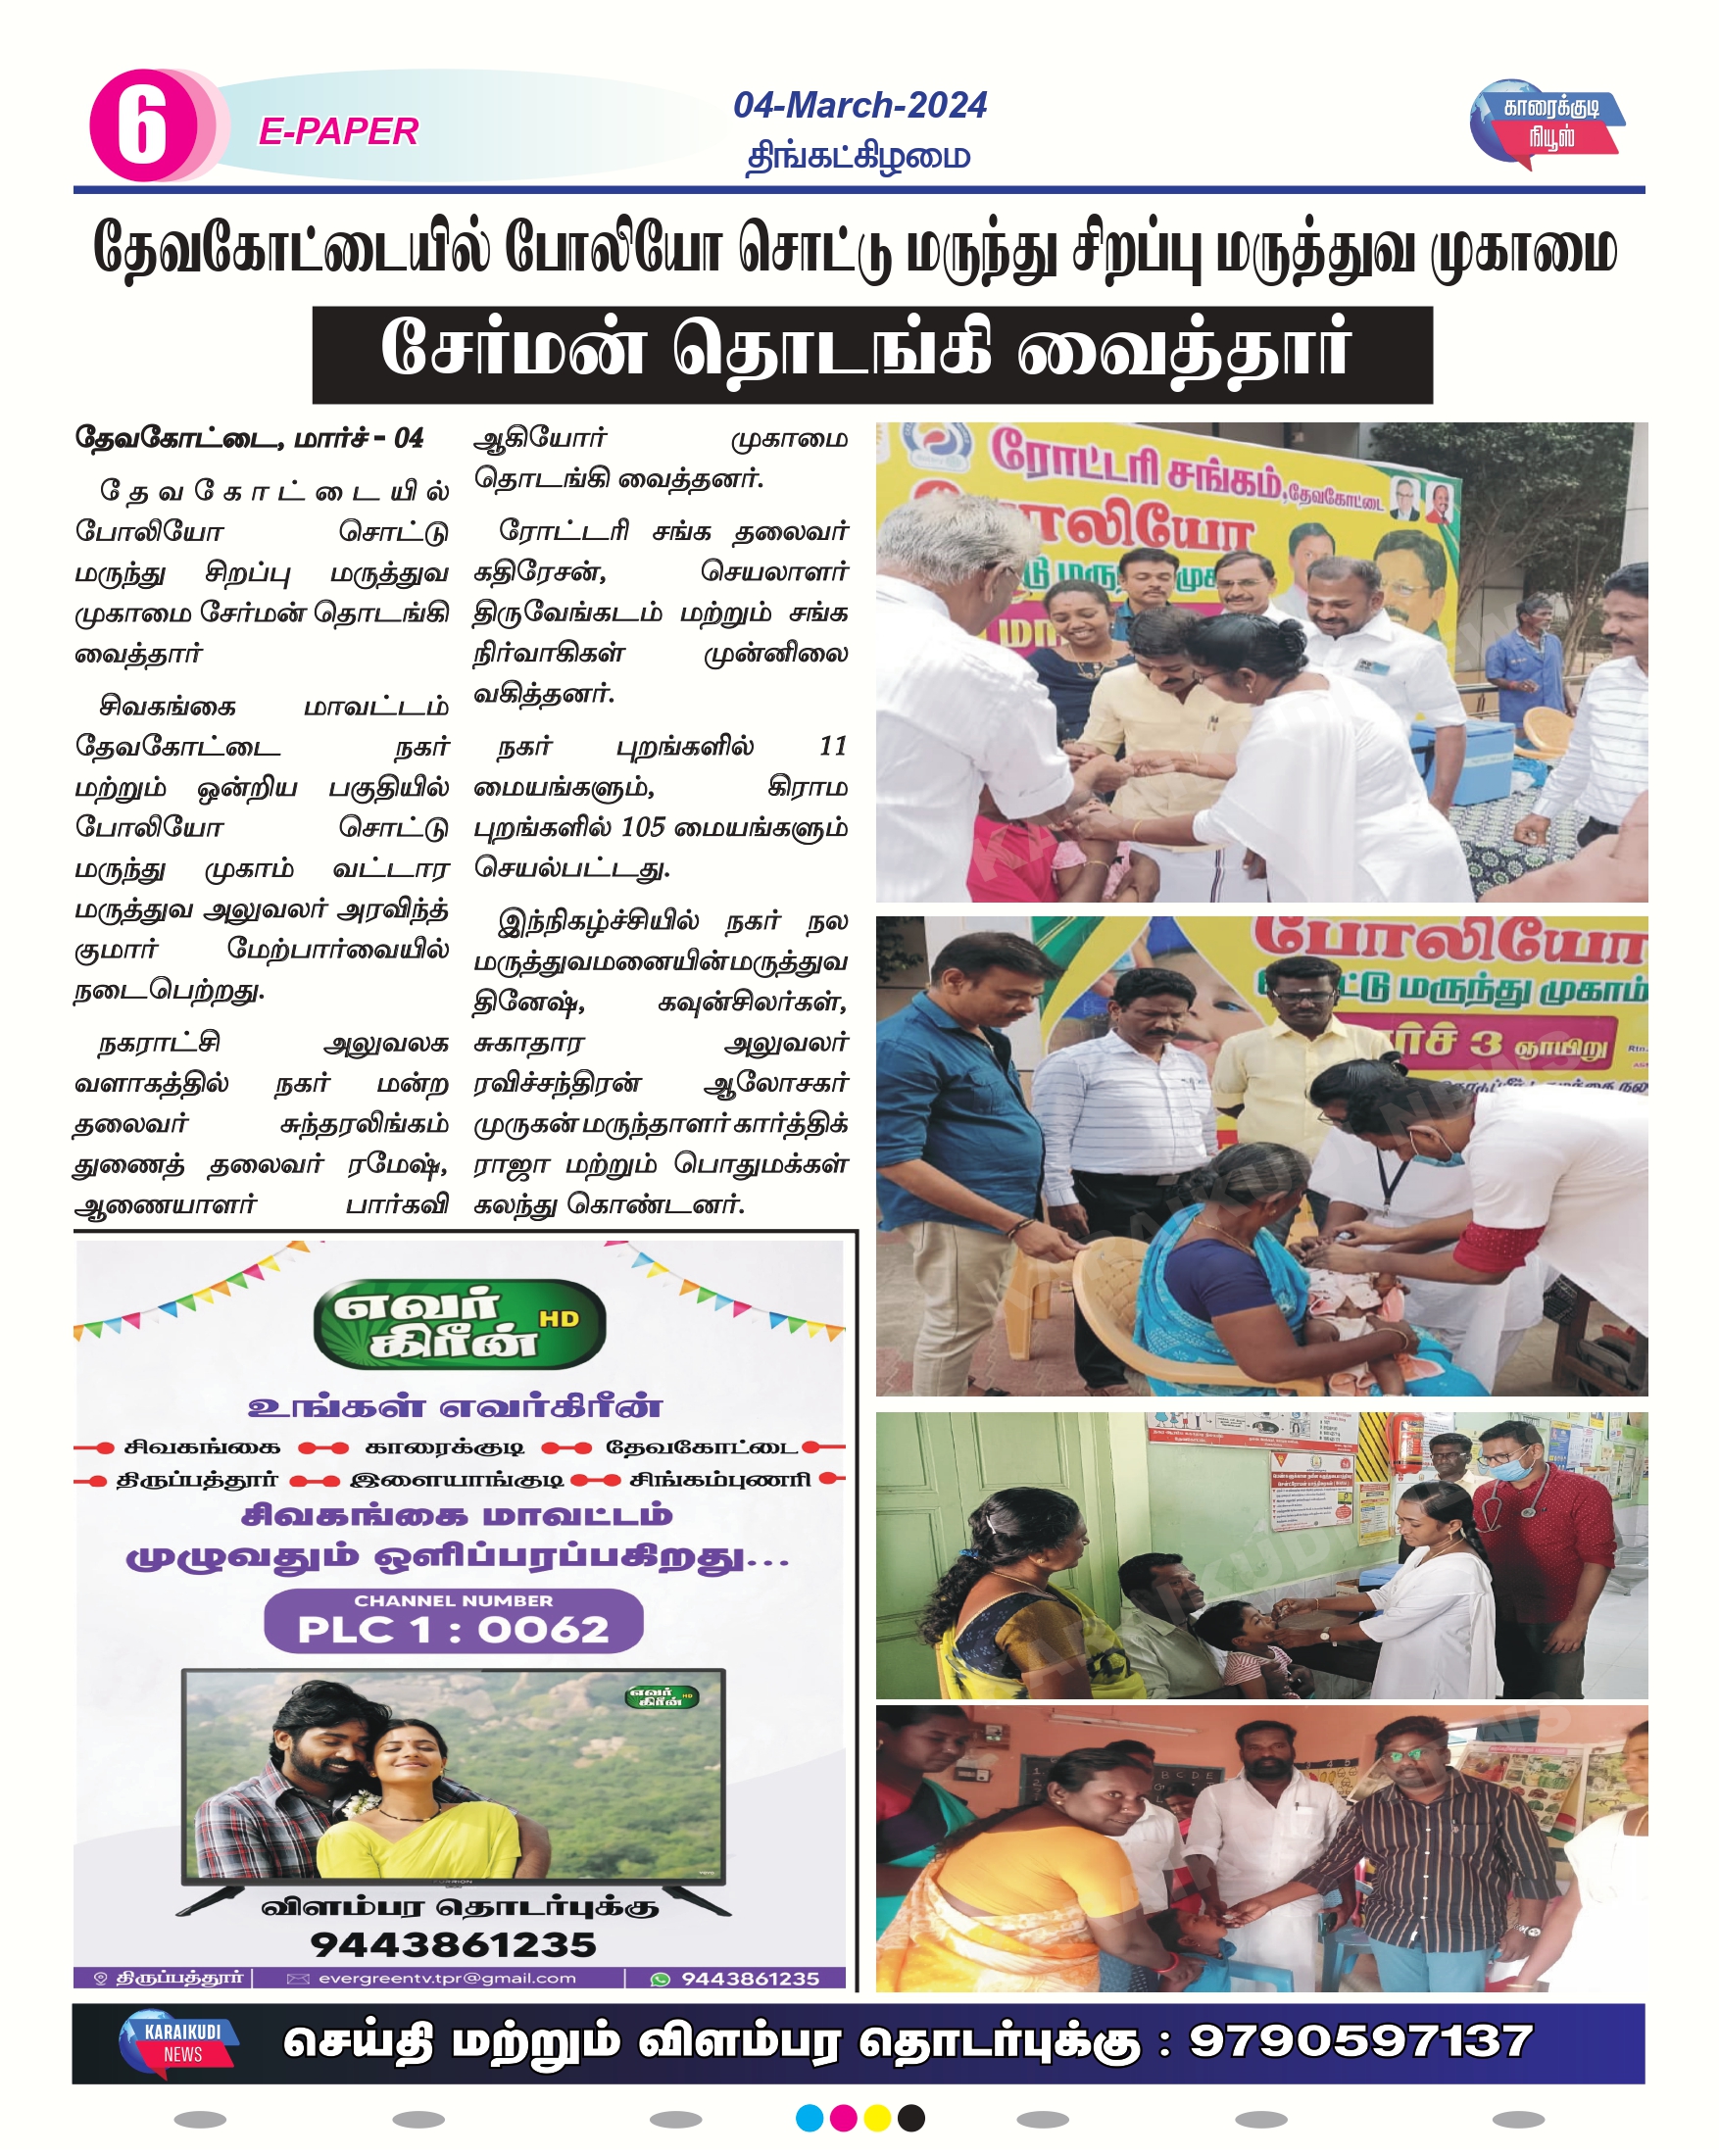 6
E-PAPER
04-March-2024
திங்கட்கிழமை
காரைக்குடி
நியூஸ்
தேவகோட்டையில் போலியோ சொட்டு மருந்து சிறப்பு மருத்துவ முகாமை
சேர்மன் தொடங்கி வைத்தார்
தேவகோட்டை, மார்ச் - 04
தேவகோட்டையில்
போலியோ சொட்டு
மருந்து சிறப்பு மருத்துவ
முகாமை சேர்மன் தொடங்கி
வைத்தார்
சிவகங்கை மாவட்டம்
தேவகோட்டை நகர்
மற்றும் ஒன்றிய பகுதியில்
போலியோ சொட்டு
மருந்து முகாம் வட்டார
மருத்துவ அலுவலர் அரவிந்த்
குமார் மேற்பார்வையில்
நடைபெற்றது.
நகராட்சி அலுவலக
வளாகத்தில் நகர் மன்ற
தலைவர் சுந்தரலிங்கம்
துணைத் தலைவர் ரமேஷ்,
ஆணையாளர் பார்கவி
ஆகியோர் முகாமை
தொடங்கி வைத்தனர்.
ரோட்டரி சங்க தலைவர்
கதிரேசன், செயலாளர்
திருவேங்கடம் மற்றும் சங்க
நிர்வாகிகள் முன்னிலை
வகித்தனர்.
நகர் புறங்களில் 11
மையங்களும், கிராம
புறங்களில் 105 மையங்களும்
செயல்பட்டது.
இந்நிகழ்ச்சியில் நகர் நல
மருத்துவமனையின் மருத்துவ
தினேஷ், கவுன்சிலர்கள்,
சுகாதார அலுவலர்
ரவிச்சந்திரன் ஆலோசகர்
முருகன் மருந்தாளர் கார்த்திக்
ராஜா மற்றும் பொதுமக்கள்
கலந்து கொண்டனர்.
ரோட்டரி சங்கம், தேவகோட்டை
போலியோ
போலியோ
சொட்டு மருந்து முகாம்
மார்ச் 3 ஞாயிறு
எவர்
கிரீன் HD
உங்கள் எவர்கிரீன்
சிவகங்கை காரைக்குடி தேவகோட்டை
திருப்பத்தூர் இளையாங்குடி சிங்கம்புணரி
சிவகங்கை மாவட்டம்
முழுவதும் ஒளிப்பரப்பகிறது...
CHANNEL NUMBER
PLC 1 : 0062
எவர்
கிரீன் HD
விளம்பர தொடர்புக்கு
9443861235
திருப்பத்தூர் evergreentv.tpr@gmail.com 9443861235
KARAIKUDI
NEWS
செய்தி மற்றும் விளம்பர தொடர்புக்கு : 9790597137